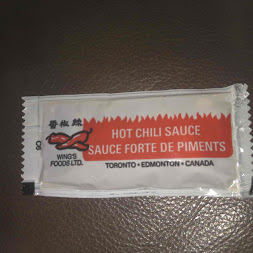 醬椒辣
HOT CHILI SAUCE
SAUCE FORTE DE PIMENTS
WING'S
FOODS LTD.
TORONTO • EDMONTON • CANADA